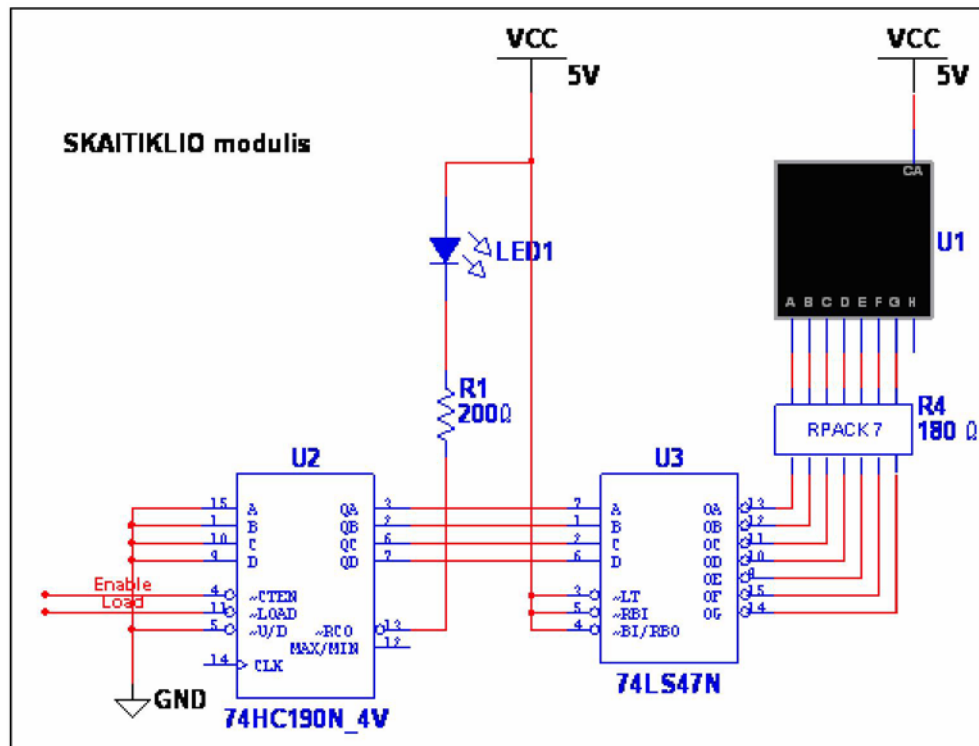 VCC
5V
VCC
5V
SKAITIKLIO modulis
CA
U1
LED1
A B C D E F G H
R1
200Ω
R4
180 Ω
RPACK 7
U2
U3
15 A QA 3
1 B QB 2
10 C QC 6
9 D QD 7
Enable
4 ~CTEN
Load
11 ~LOAD
5 ~U/D ~RCO 13
MAX/MIN 12
14 CLK
7 A OA 13
1 B OB 12
2 C OC 11
6 D OD 10
OE 9
3 ~LT OF 15
5 ~RBI OG 14
4 ~BI/RBO
GND
74HC190N_4V
74LS47N